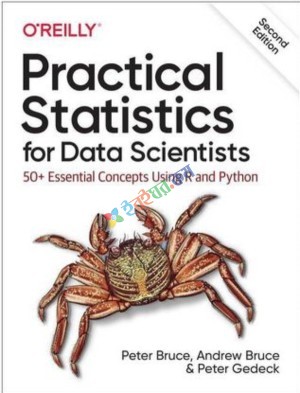 O'REILLY®
Second
Edition
Practical
Statistics
for Data Scientists
50+ Essential Concepts Using R and Python
Peter Bruce, Andrew Bruce
& Peter Gedeck